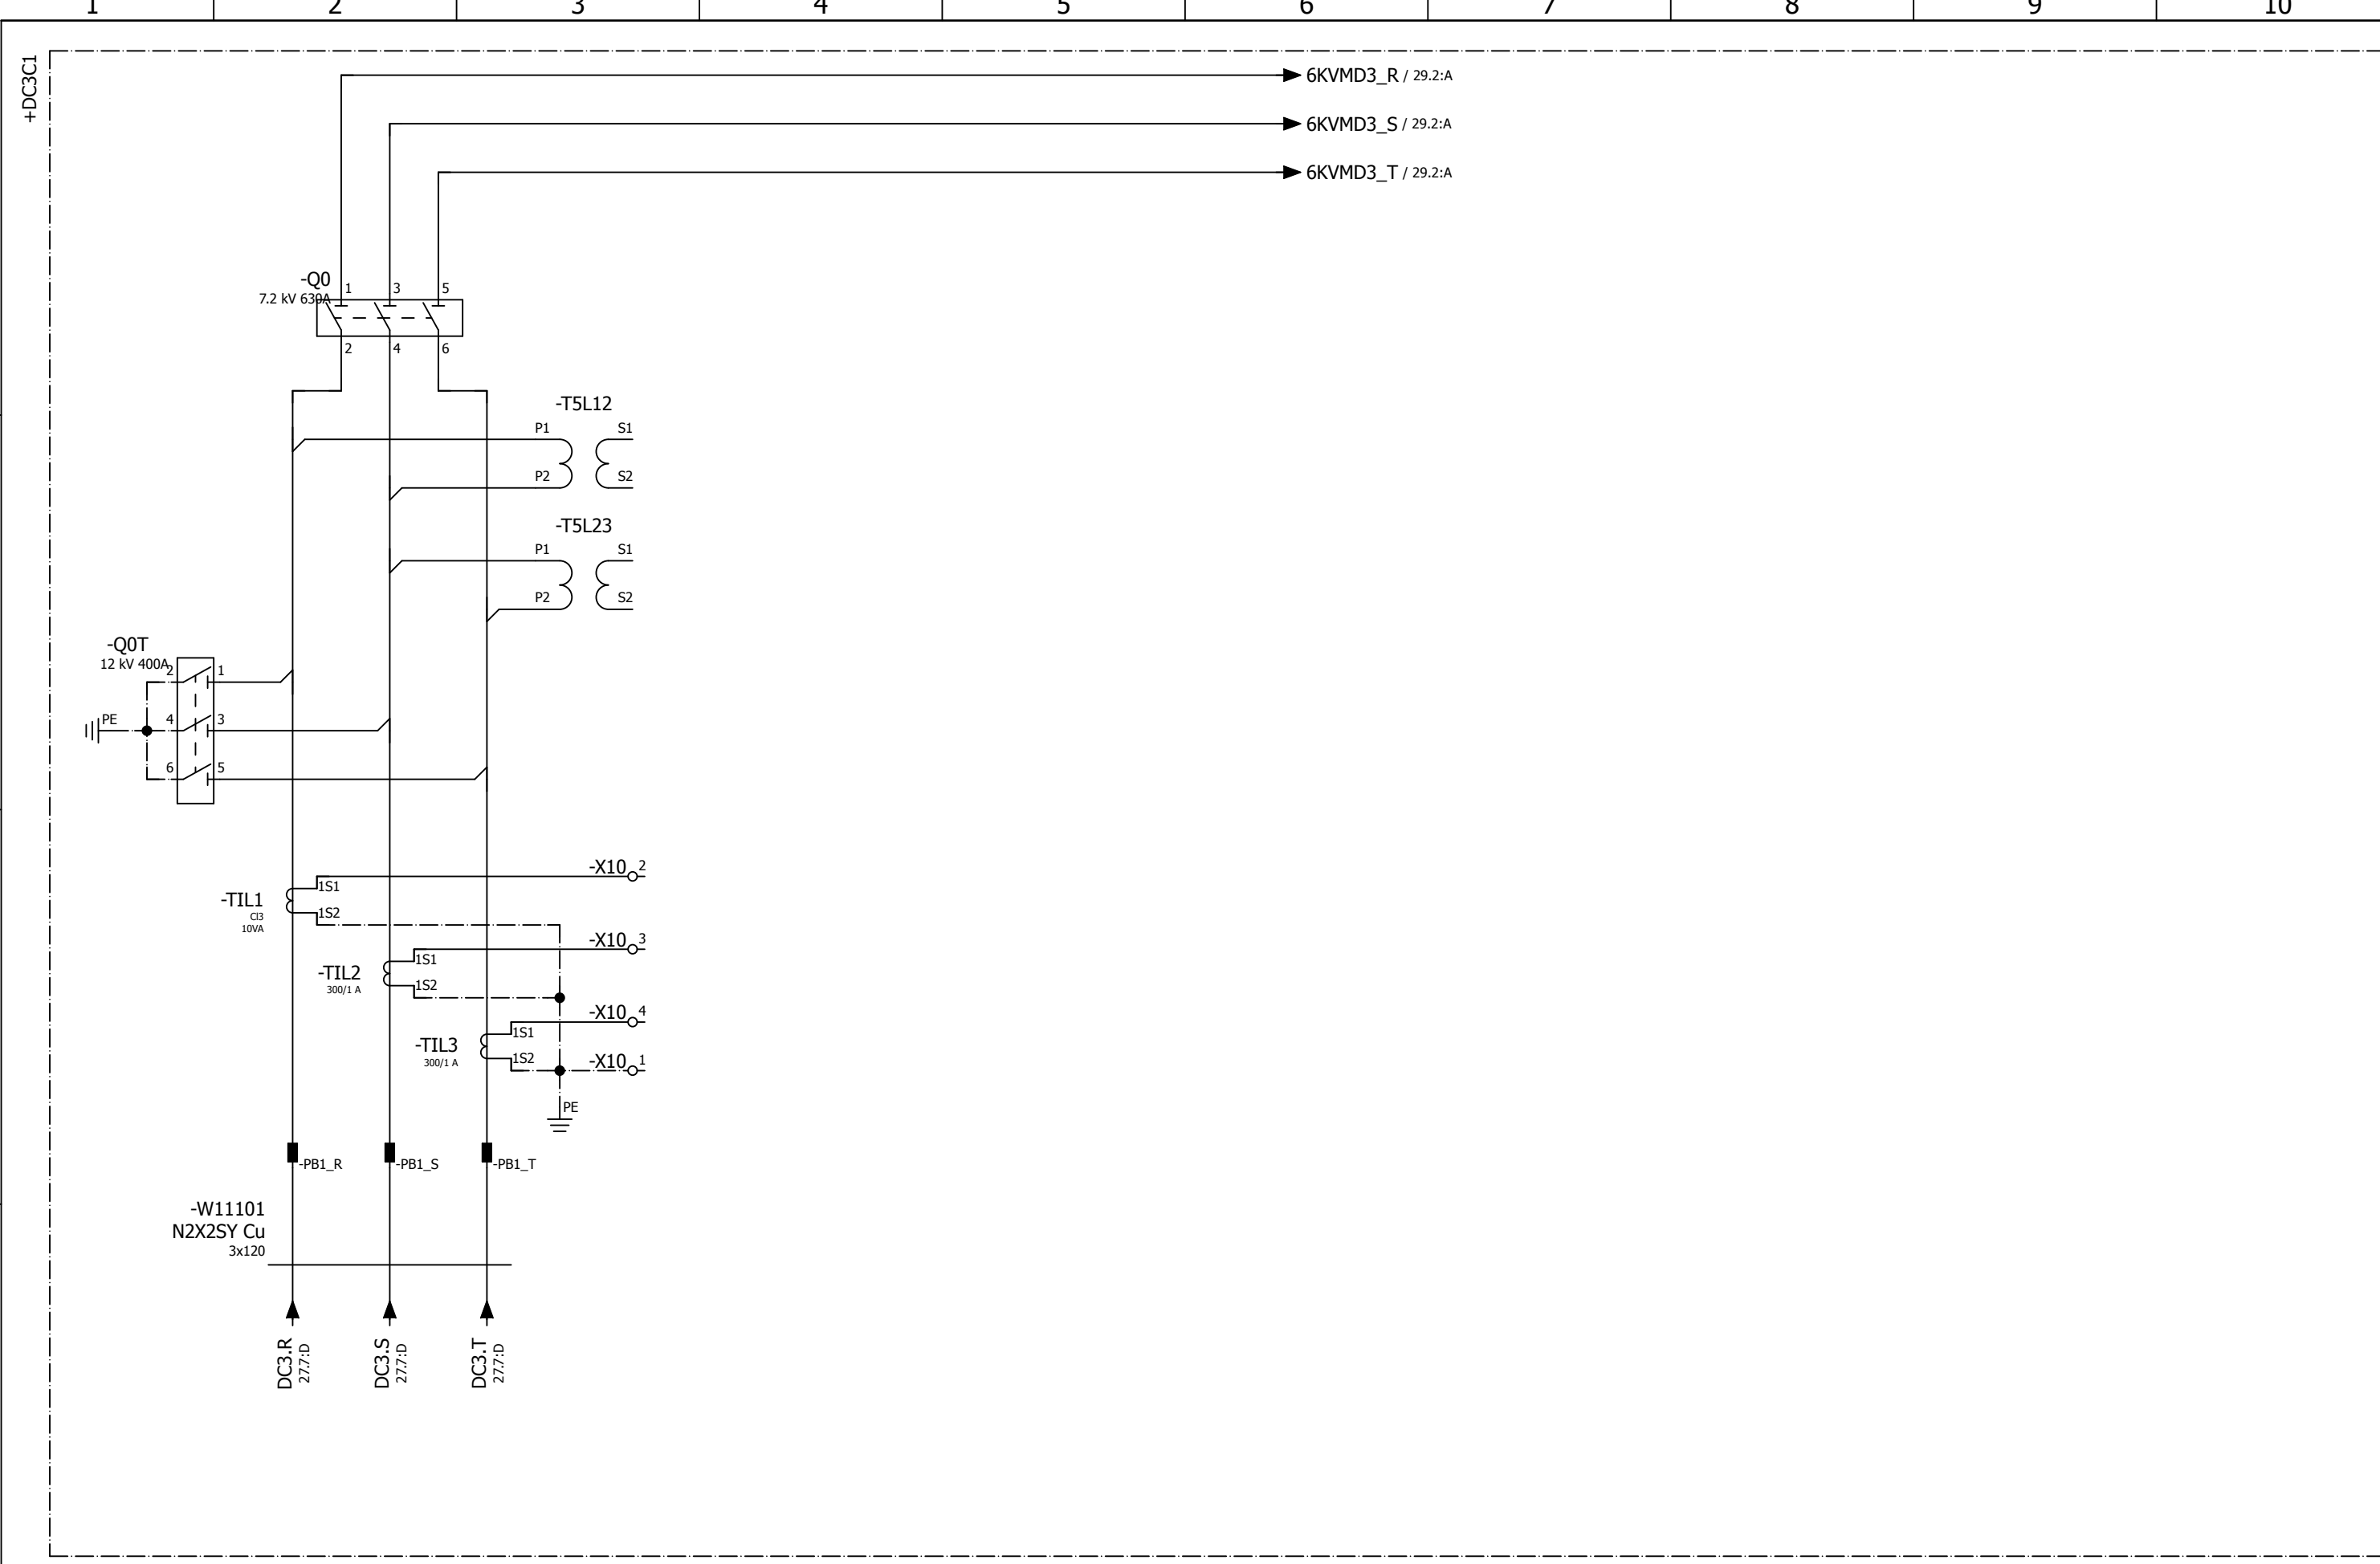 1 2 3 4 5 6 7 8 9 10
+DC3C1
6KVMD3_R / 29.2:A
6KVMD3_S / 29.2:A
6KVMD3_T / 29.2:A
-Q0
7.2 kV 630A
1 3 5
2 4 6
-T5L12
P1 S1
P2 S2
-T5L23
P1 S1
P2 S2
-Q0T
12 kV 400A
2 1
PE 4 3
6 5
-X10 2
-TIL1
Cl3
10VA
1S1
1S2
-X10 3
-TIL2
300/1 A
1S1
1S2
-X10 4
-TIL3
300/1 A
1S1
1S2
-X10 1
PE
-PB1_R -PB1_S -PB1_T
-W11101
N2X2SY Cu
3x120
DC3.R
27.7:D
DC3.S
27.7:D
DC3.T
27.7:D